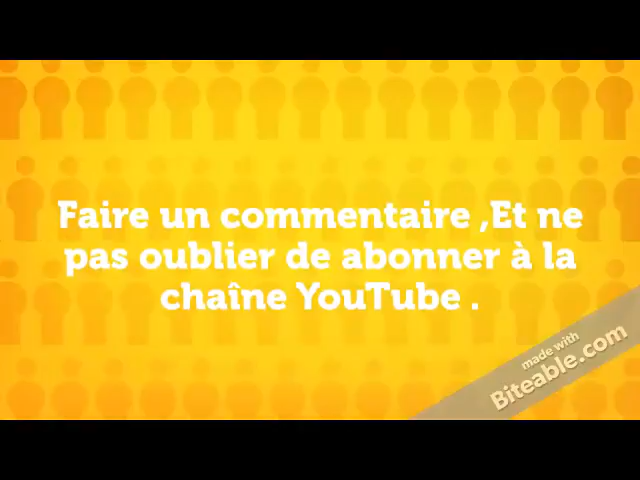 Faire un commentaire ,Et ne
pas oublier de abonner à la
chaîne YouTube .
made with
Biteable.com